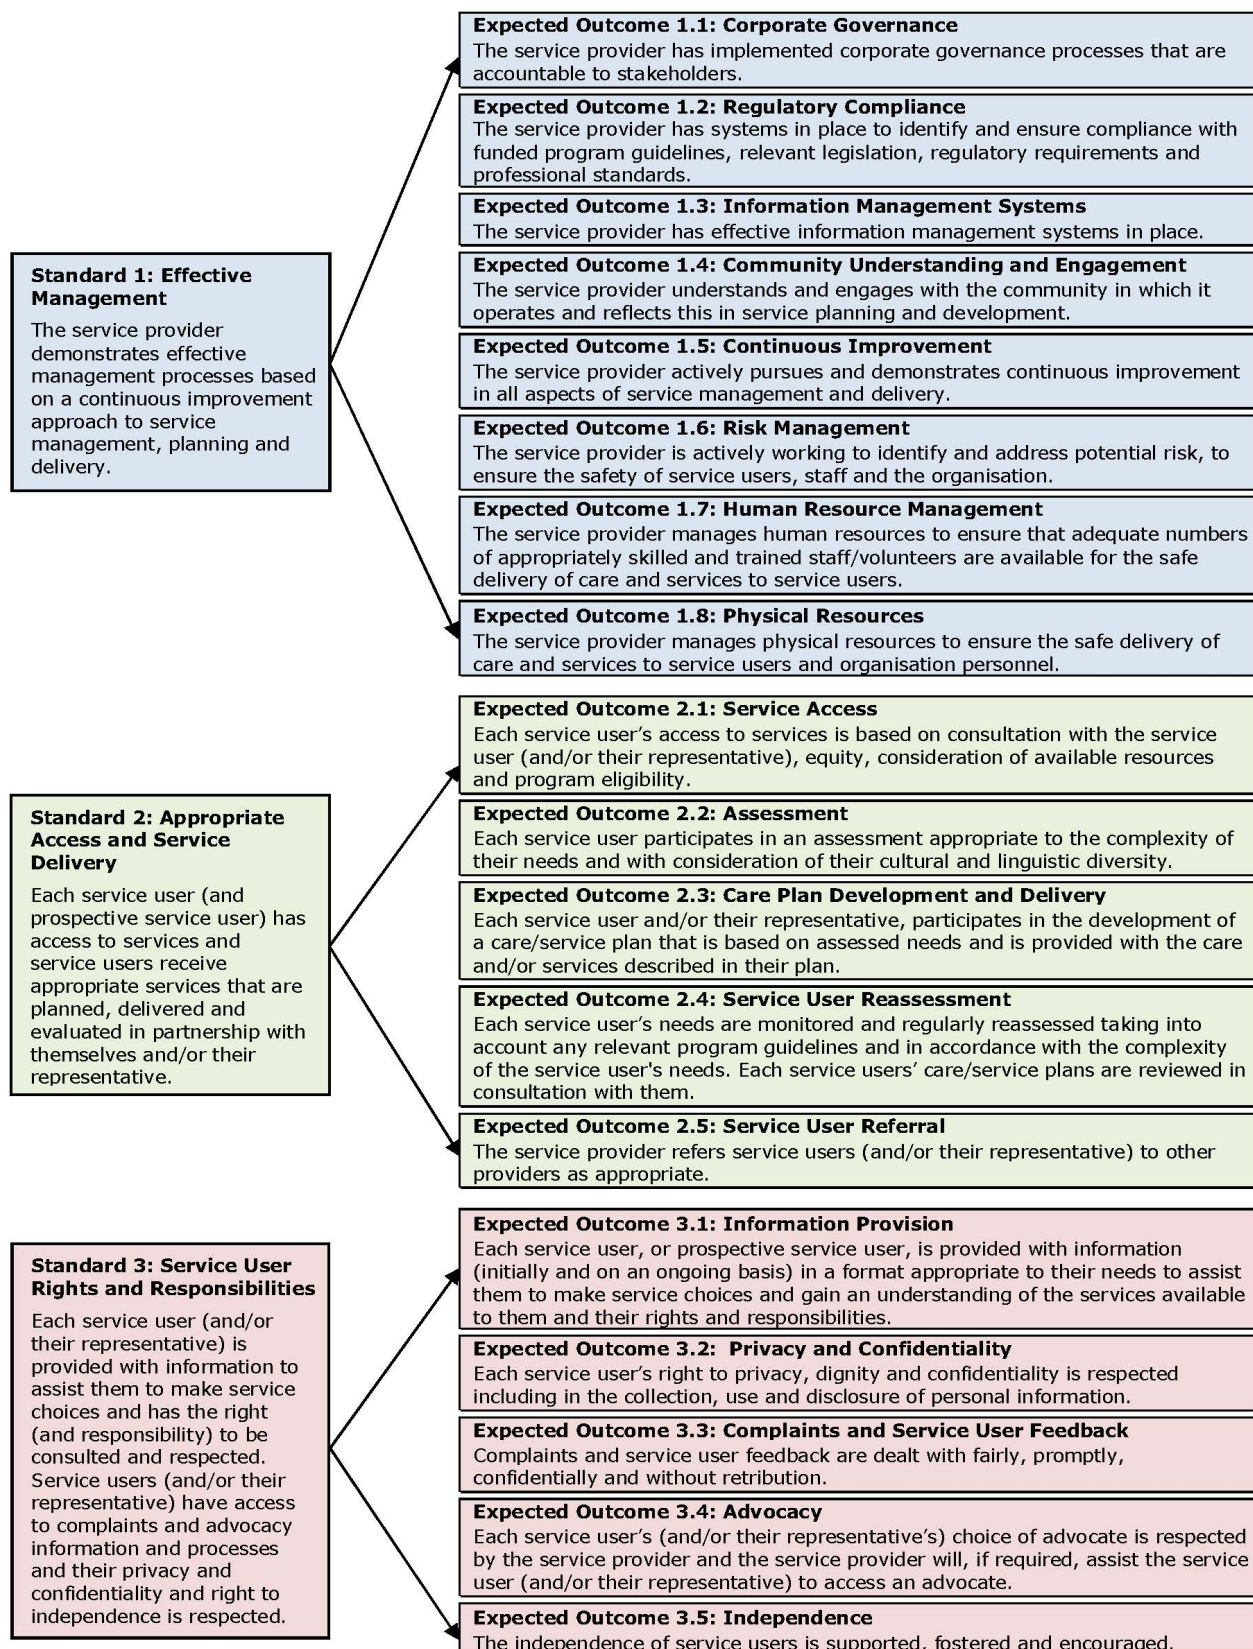 Expected Outcome 1.1: Corporate Governance
The service provider has implemented corporate governance processes that are
accountable to stakeholders.
Expected Outcome 1.2: Regulatory Compliance
The service provider has systems in place to identify and ensure compliance with
funded program guidelines, relevant legislation, regulatory requirements and
professional standards.
Expected Outcome 1.3: Information Management Systems
The service provider has effective information management systems in place.
Standard 1: Effective
Management
The service provider
demonstrates effective
management processes based
on a continuous improvement
approach to service
management, planning and
delivery.
Expected Outcome 1.4: Community Understanding and Engagement
The service provider understands and engages with the community in which it
operates and reflects this in service planning and development.
Expected Outcome 1.5: Continuous Improvement
The service provider actively pursues and demonstrates continuous improvement
in all aspects of service management and delivery.
Expected Outcome 1.6: Risk Management
The service provider is actively working to identify and address potential risk, to
ensure the safety of service users, staff and the organisation.
Expected Outcome 1.7: Human Resource Management
The service provider manages human resources to ensure that adequate numbers
of appropriately skilled and trained staff/volunteers are available for the safe
delivery of care and services to service users.
Expected Outcome 1.8: Physical Resources
The service provider manages physical resources to ensure the safe delivery of
care and services to service users and organisation personnel.
Expected Outcome 2.1: Service Access
Each service user’s access to services is based on consultation with the service
user (and/or their representative), equity, consideration of available resources
and program eligibility.
Standard 2: Appropriate
Access and Service
Delivery
Each service user (and
prospective service user) has
access to services and
service users receive
appropriate services that are
planned, delivered and
evaluated in partnership with
themselves and/or their
representative.
Expected Outcome 2.2: Assessment
Each service user participates in an assessment appropriate to the complexity of
their needs and with consideration of their cultural and linguistic diversity.
Expected Outcome 2.3: Care Plan Development and Delivery
Each service user and/or their representative, participates in the development of
a care/service plan that is based on assessed needs and is provided with the care
and/or services described in their plan.
Expected Outcome 2.4: Service User Reassessment
Each service user’s needs are monitored and regularly reassessed taking into
account any relevant program guidelines and in accordance with the complexity
of the service user's needs. Each service users’ care/service plans are reviewed in
consultation with them.
Expected Outcome 2.5: Service User Referral
The service provider refers service users (and/or their representative) to other
providers as appropriate.
Expected Outcome 3.1: Information Provision
Each service user, or prospective service user, is provided with information
(initially and on an ongoing basis) in a format appropriate to their needs to assist
them to make service choices and gain an understanding of the services available
to them and their rights and responsibilities.
Standard 3: Service User
Rights and Responsibilities
Each service user (and/or
their representative) is
provided with information to
assist them to make service
choices and has the right
(and responsibility) to be
consulted and respected.
Service users (and/or their
representative) have access
to complaints and advocacy
information and processes
and their privacy and
confidentiality and right to
independence is respected.
Expected Outcome 3.2: Privacy and Confidentiality
Each service user’s right to privacy, dignity and confidentiality is respected
including in the collection, use and disclosure of personal information.
Expected Outcome 3.3: Complaints and Service User Feedback
Complaints and service user feedback are dealt with fairly, promptly,
confidentially and without retribution.
Expected Outcome 3.4: Advocacy
Each service user’s (and/or their representative’s) choice of advocate is respected
by the service provider and the service provider will, if required, assist the service
user (and/or their representative) to access an advocate.
Expected Outcome 3.5: Independence
The independence of service users is supported, fostered and encouraged.